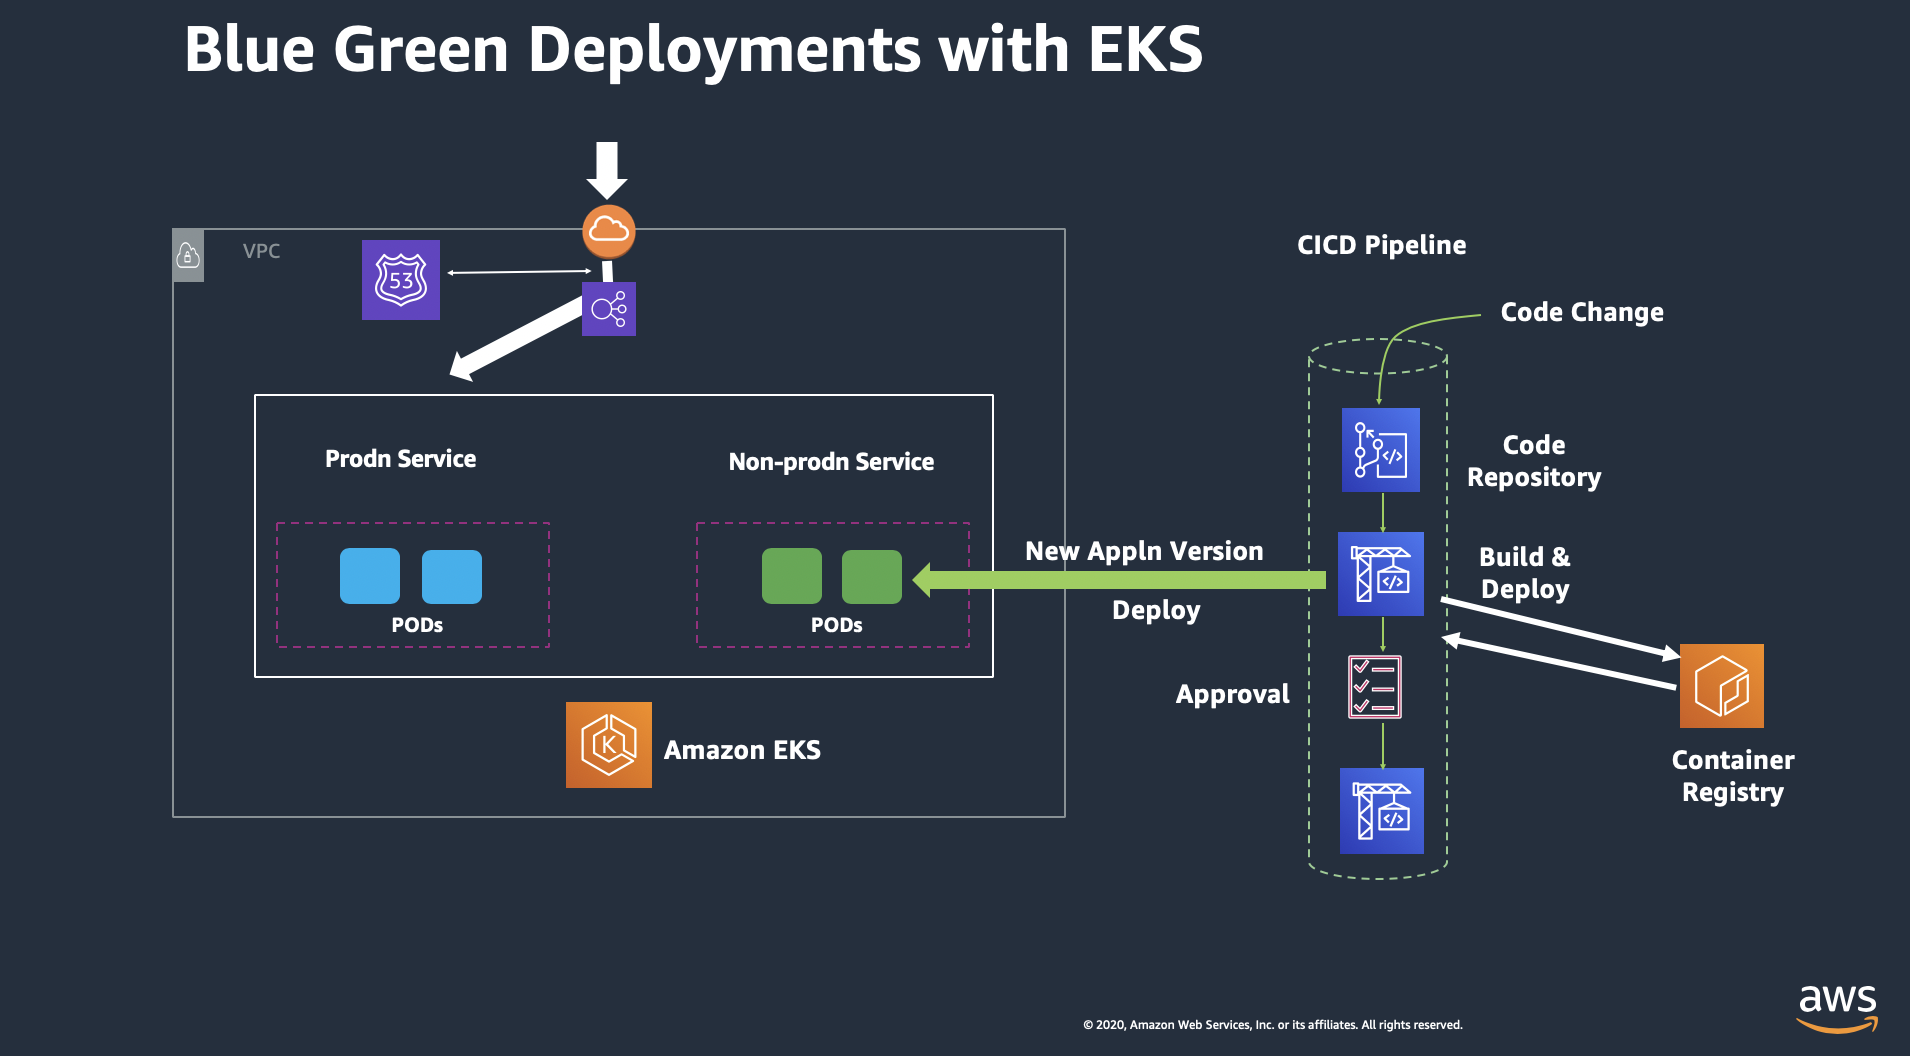 Blue Green Deployments with EKS
VPC
53
Prodn Service
Non-prodn Service
PODs
PODs
K
Amazon EKS
CICD Pipeline
Code Change
</>
Code
Repository
New Appln Version
Deploy
</>
Build &
Deploy
Approval
</>
Container
Registry
© 2020, Amazon Web Services, Inc. or its affiliates. All rights reserved.
aws